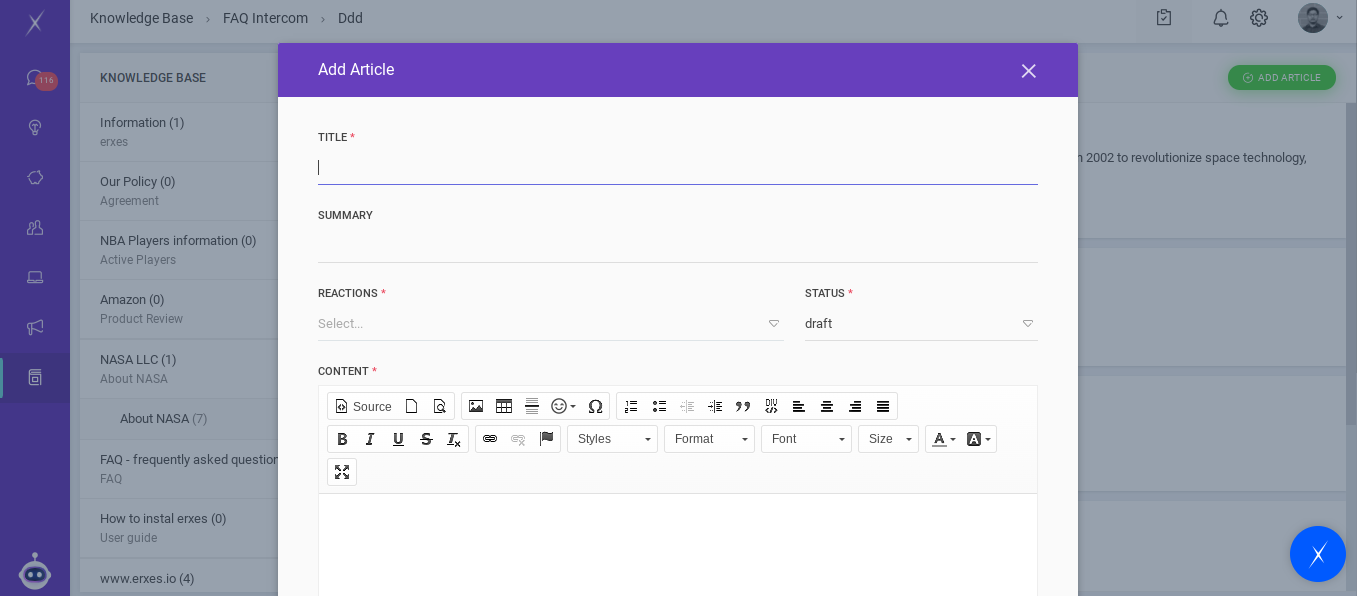 Knowledge Base › FAQ Intercom › Ddd
116
KNOWLEDGE BASE
ADD ARTICLE
Information (1)
erxes
Our Policy (0)
Agreement
NBA Players information (0)
Active Players
Amazon (0)
Product Review
NASA LLC (1)
About NASA
About NASA (7)
FAQ - frequently asked question
FAQ
How to instal erxes (0)
User guide
www.erxes.io (4)
2002 to revolutionize space technology,
Add Article
TITLE *
SUMMARY
REACTIONS * STATUS *
Select... draft
CONTENT *
Source
Styles Format Font Size